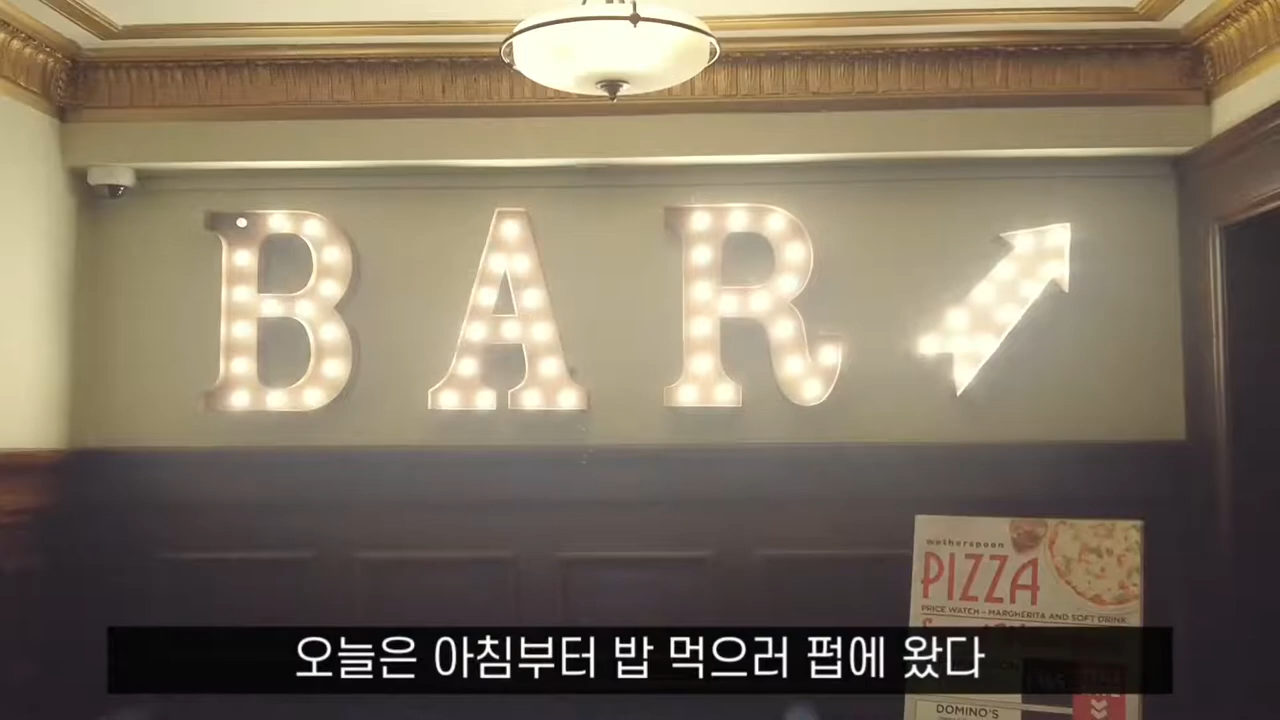 BAR
wetherspoon
PIZZA
PRICE WATCH – MARGHERITA AND SOFT DRINK
오늘은 아침부터 밥 먹으러 펍에 왔다
DOMINO'S